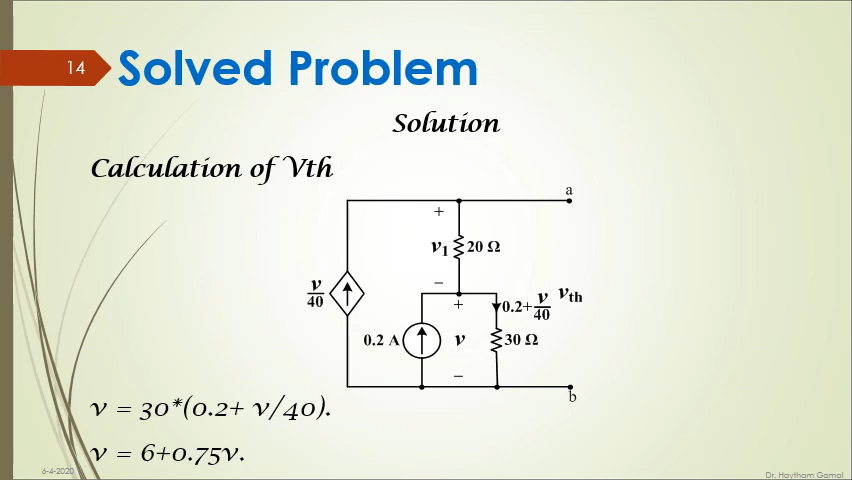 14
Solved Problem
Solution
Calculation of Vth
a
+
v1 20 Ω
−
v/40
+
0.2+v/40
vth
0.2 A
v
30 Ω
−
b
v = 30*(0.2+ v/40).
v = 6+0.75v.
6-4-2020
Dr. Haytham Gamal